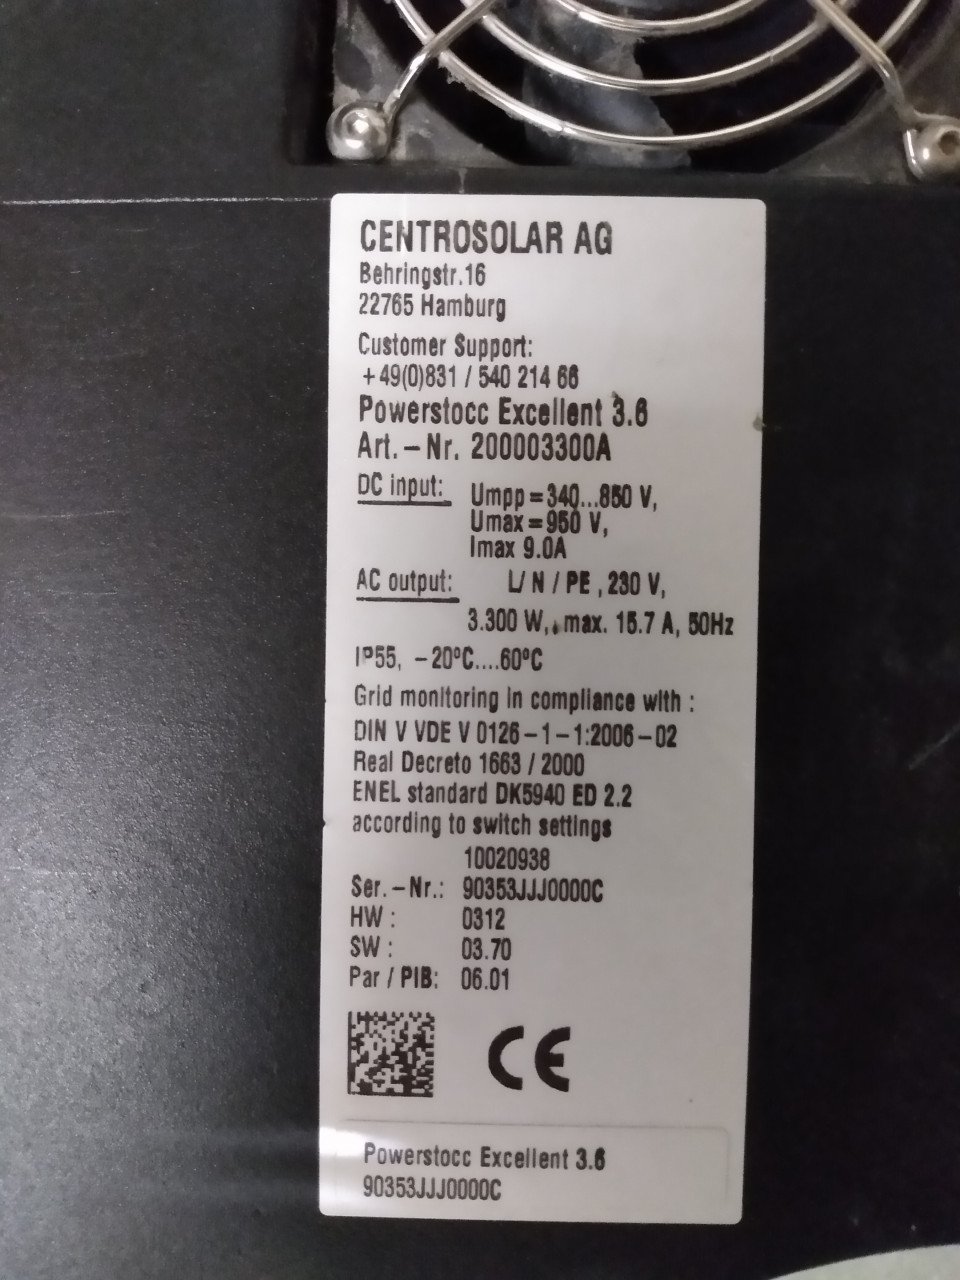 CENTROSOLAR AG
Behringstr.16
22765 Hamburg
Customer Support:
+49(0)831 / 540 214 66
Powerstocc Excellent 3.6
Art.-Nr. 200003300A
DC input: Umpp=340...850 V,
Umax=950 V,
Imax 9.0A
AC output: L/ N / PE , 230 V,
3.300 W, max. 15.7 A, 50Hz
IP55, -20°C....60°C
Grid monitoring in compliance with :
DIN V VDE V 0126-1-1:2006-02
Real Decreto 1663 / 2000
ENEL standard DK5940 ED 2.2
according to switch settings
10020938
Ser.-Nr.: 90353JJJ0000C
HW : 0312
SW : 03.70
Par / PIB: 06.01
CE
Powerstocc Excellent 3.6
90353JJJ0000C